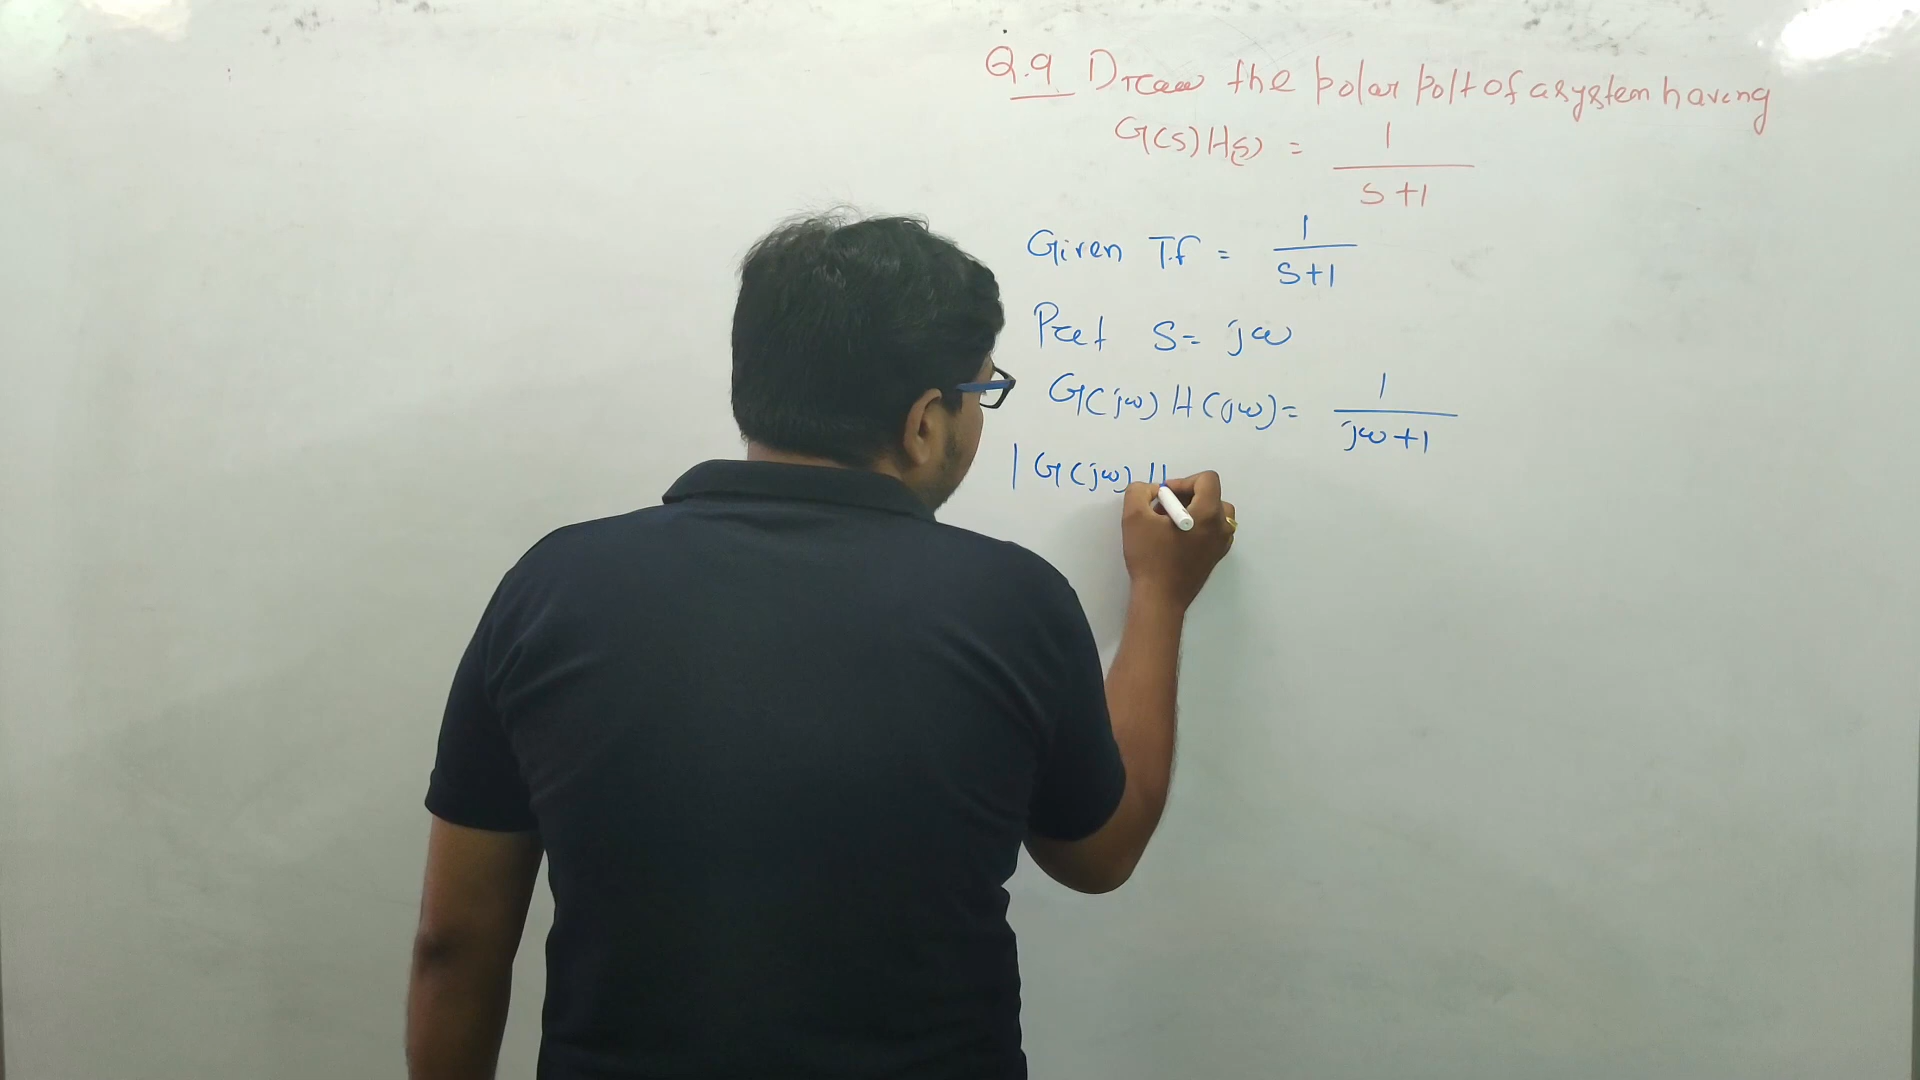 Q.9 Draw the polar polt of a system having
G(s)H(s) = 1/(s+1)
Given T.f = 1/(s+1)
Put s = jω
G(jω) H(jω) = 1/(jω+1)
|G(jω) H